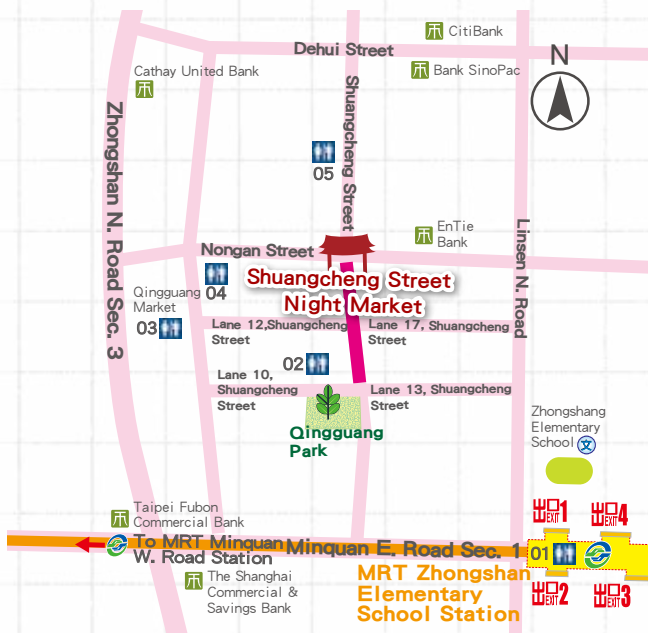 CitiBank
Dehui Street
N
Cathay United Bank
Bank SinoPac
Shuangcheng Street
Zhongshan N. Road Sec. 3
05
Linsen N. Road
EnTie
Bank
Nongan Street
Shuangcheng Street
Night Market
04
Qingguang
Market
03
Lane 12,Shuangcheng
Street
Lane 17, Shuangcheng
Street
02
Lane 10,
Shuangcheng
Street
Lane 13, Shuangcheng
Street
Qingguang
Park
Zhongshang
Elementary
School
文
Taipei Fubon
Commercial Bank
出口1
EXIT
出口4
EXIT
To MRT Minquan
W. Road Station
Minquan E. Road Sec. 1
01
The Shanghai
Commercial &
Savings Bank
MRT Zhongshan
Elementary
School Station
出口2
EXIT
出口3
EXIT